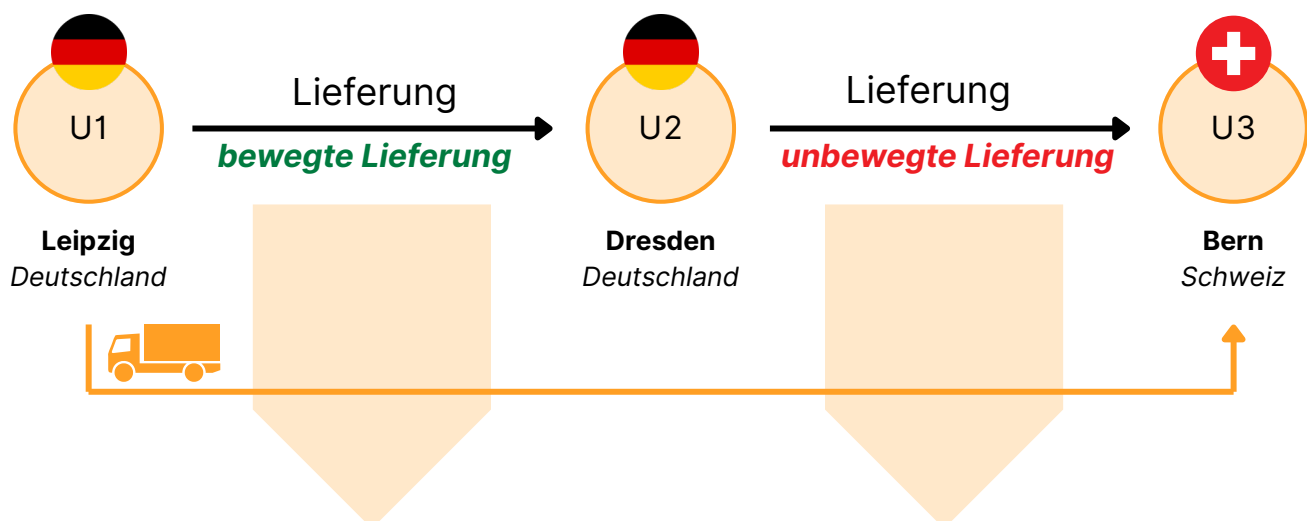 U1
Lieferung
bewegte Lieferung
U2
Lieferung
unbewegte Lieferung
U3
Leipzig
Deutschland
Dresden
Deutschland
Bern
Schweiz